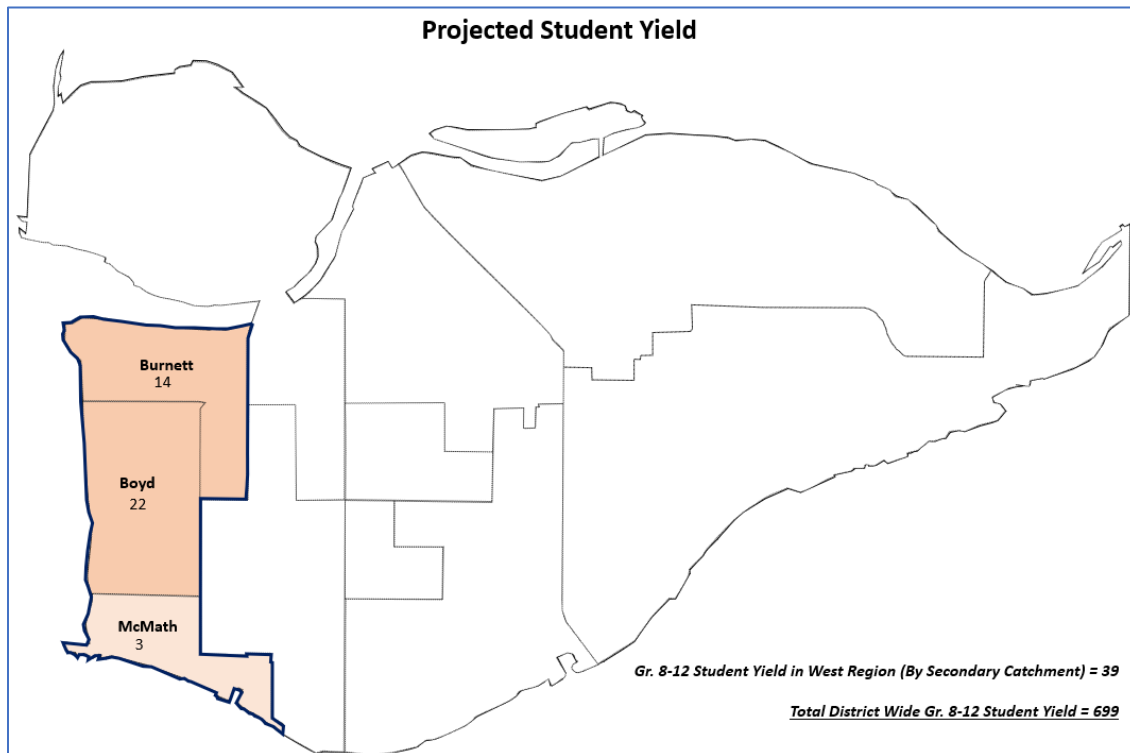 Projected Student Yield
Burnett
14
Boyd
22
McMath
3
Gr. 8-12 Student Yield in West Region (By Secondary Catchment) = 39
Total District Wide Gr. 8-12 Student Yield = 699